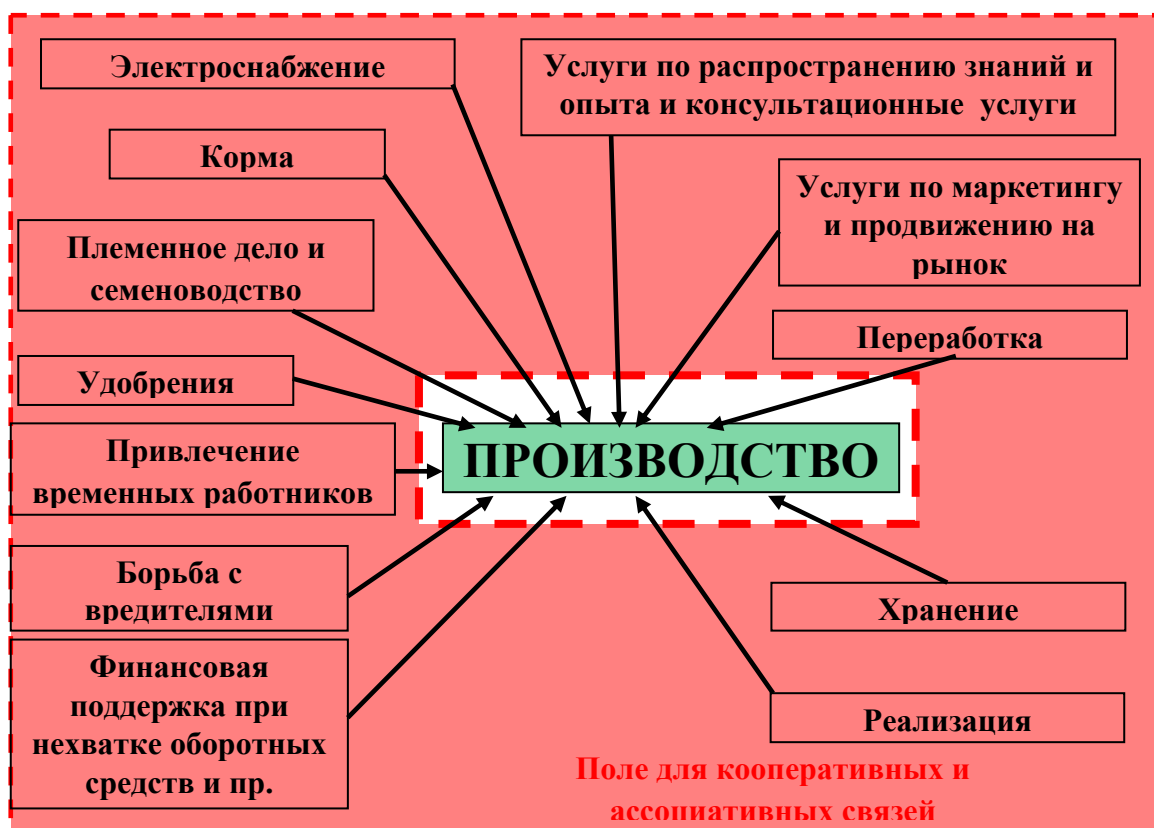 Электроснабжение
Услуги по распространению знаний и
опыта и консультационные услуги
Корма
Услуги по маркетингу
и продвижению на
рынок
Племенное дело и
семеноводство
Переработка
Удобрения
Привлечение
временных работников
ПРОИЗВОДСТВО
Борьба с
вредителями
Хранение
Финансовая
поддержка при
нехватке оборотных
средств и пр.
Реализация
Поле для кооперативных и
ассоциативных связей